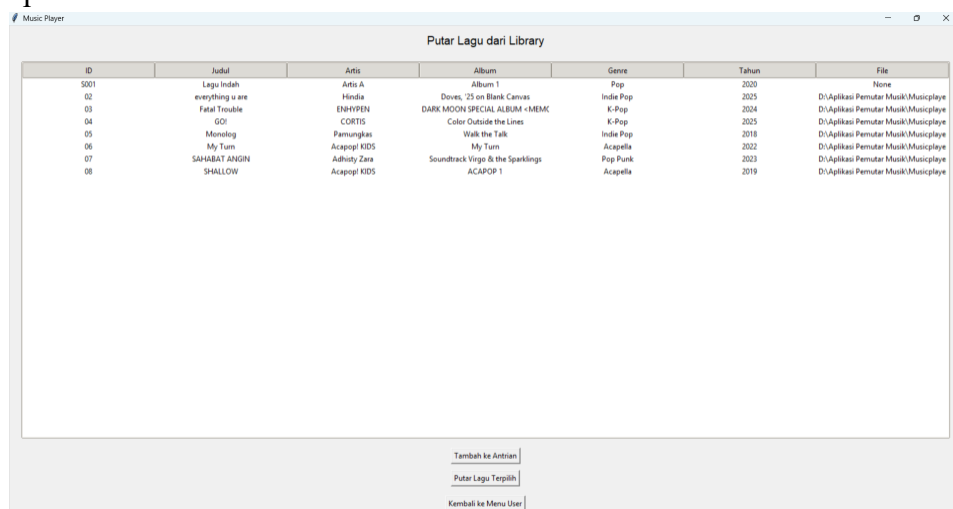 Music Player
Putar Lagu dari Library
ID Judul Artis Album Genre Tahun File
S001 Lagu Indah Artis A Album 1 Pop 2020 None
02 everything u are Hindia Doves, '25 on Blank Canvas Indie Pop 2025 D:\Aplikasi Pemutar Musik\Musicplaye
03 Fatal Trouble ENHYPEN DARK MOON SPECIAL ALBUM <MEMO K-Pop 2024 D:\Aplikasi Pemutar Musik\Musicplaye
04 GO! CORTIS Color Outside the Lines K-Pop 2025 D:\Aplikasi Pemutar Musik\Musicplaye
05 Monolog Pamungkas Walk the Talk Indie Pop 2018 D:\Aplikasi Pemutar Musik\Musicplaye
06 My Turn Acapop! KIDS My Turn Acapella 2022 D:\Aplikasi Pemutar Musik\Musicplaye
07 SAHABAT ANGIN Adhisty Zara Soundtrack Virgo & the Sparklings Pop Punk 2023 D:\Aplikasi Pemutar Musik\Musicplaye
08 SHALLOW Acapop! KIDS ACAPOP 1 Acapella 2019 D:\Aplikasi Pemutar Musik\Musicplaye
Tambah ke Antrian
Putar Lagu Terpilih
Kembali ke Menu User